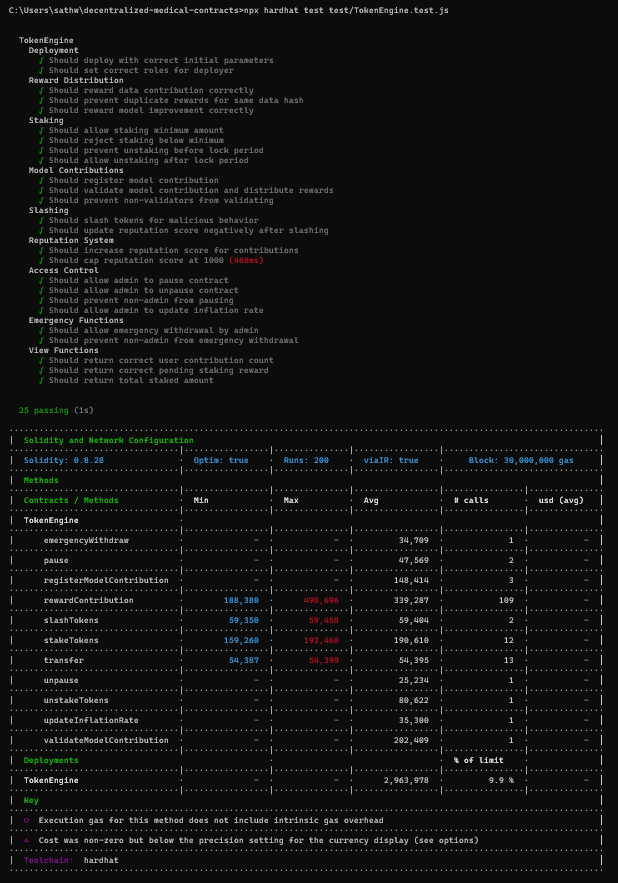 C:\Users\sathw\decentralized-medical-contracts>npx hardhat test test/TokenEngine.test.js
TokenEngine
Deployment
√ Should deploy with correct initial parameters
√ Should set correct roles for deployer
Reward Distribution
√ Should reward data contribution correctly
√ Should prevent duplicate rewards for same data hash
√ Should reward model improvement correctly
Staking
√ Should allow staking minimum amount
√ Should reject staking below minimum
√ Should prevent unstaking before lock period
√ Should allow unstaking after lock period
Model Contributions
√ Should register model contribution
√ Should validate model contribution and distribute rewards
√ Should prevent non-validators from validating
Slashing
√ Should slash tokens for malicious behavior
√ Should update reputation score negatively after slashing
Reputation System
√ Should increase reputation score for contributions
√ Should cap reputation score at 1000 (460ms)
Access Control
√ Should allow admin to pause contract
√ Should allow admin to unpause contract
√ Should prevent non-admin from pausing
√ Should allow admin to update inflation rate
Emergency Functions
√ Should allow emergency withdrawal by admin
√ Should prevent non-admin from emergency withdrawal
View Functions
√ Should return correct user contribution count
√ Should return correct pending staking reward
√ Should return total staked amount
25 passing (1s)
| Solidity and Network Configuration |
| Solidity: 0.8.28 · Optim: true · Runs: 200 · viaIR: true · Block: 30,000,000 gas |
| Methods |
| Contracts / Methods · Min · Max · Avg · # calls · usd (avg) |
| TokenEngine · |
| emergencyWithdraw · - · - · 34,709 · 1 · - |
| pause · - · - · 47,569 · 2 · - |
| registerModelContribution · - · - · 148,414 · 3 · - |
| rewardContribution · 188,380 · 498,696 · 339,287 · 109 · - |
| slashTokens · 59,350 · 59,458 · 59,404 · 2 · - |
| stakeTokens · 159,260 · 193,460 · 190,610 · 12 · - |
| transfer · 54,387 · 54,399 · 54,395 · 13 · - |
| unpause · - · - · 25,234 · 1 · - |
| unstakeTokens · - · - · 80,622 · 1 · - |
| updateInflationRate · - · - · 35,300 · 1 · - |
| validateModelContribution · - · - · 202,409 · 1 · - |
| Deployments · · % of limit · |
| TokenEngine · - · - · 2,963,978 · 9.9 % · - |
| Key |
| Execution gas for this method does not include intrinsic gas overhead |
| Cost was non-zero but below the precision setting for the currency display (see options) |
| Toolchain: hardhat |